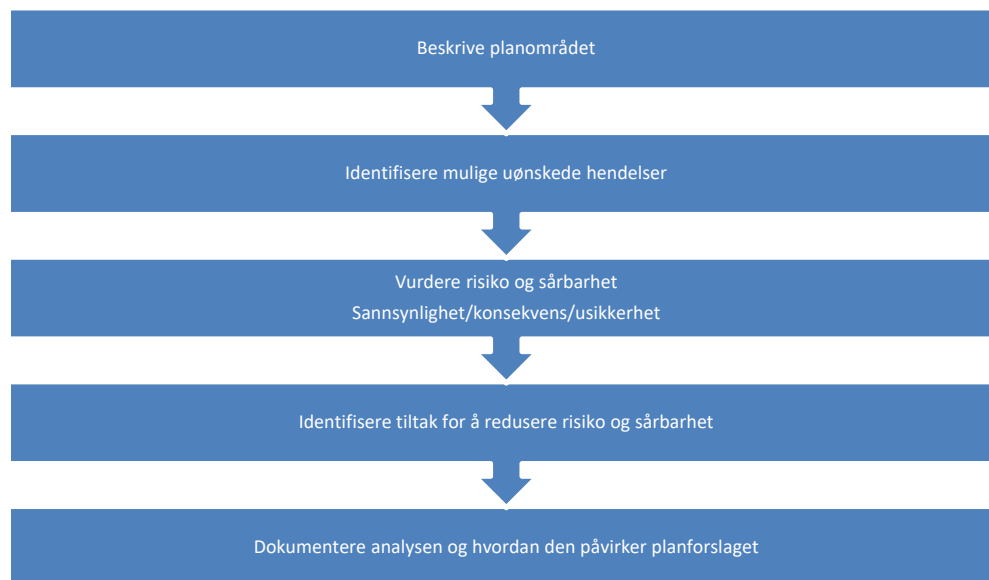 Beskrive planområdet
Identifisere mulige uønskede hendelser
Vurdere risiko og sårbarhet
Sannsynlighet/konsekvens/usikkerhet
Identifisere tiltak for å redusere risiko og sårbarhet
Dokumentere analysen og hvordan den påvirker planforslaget